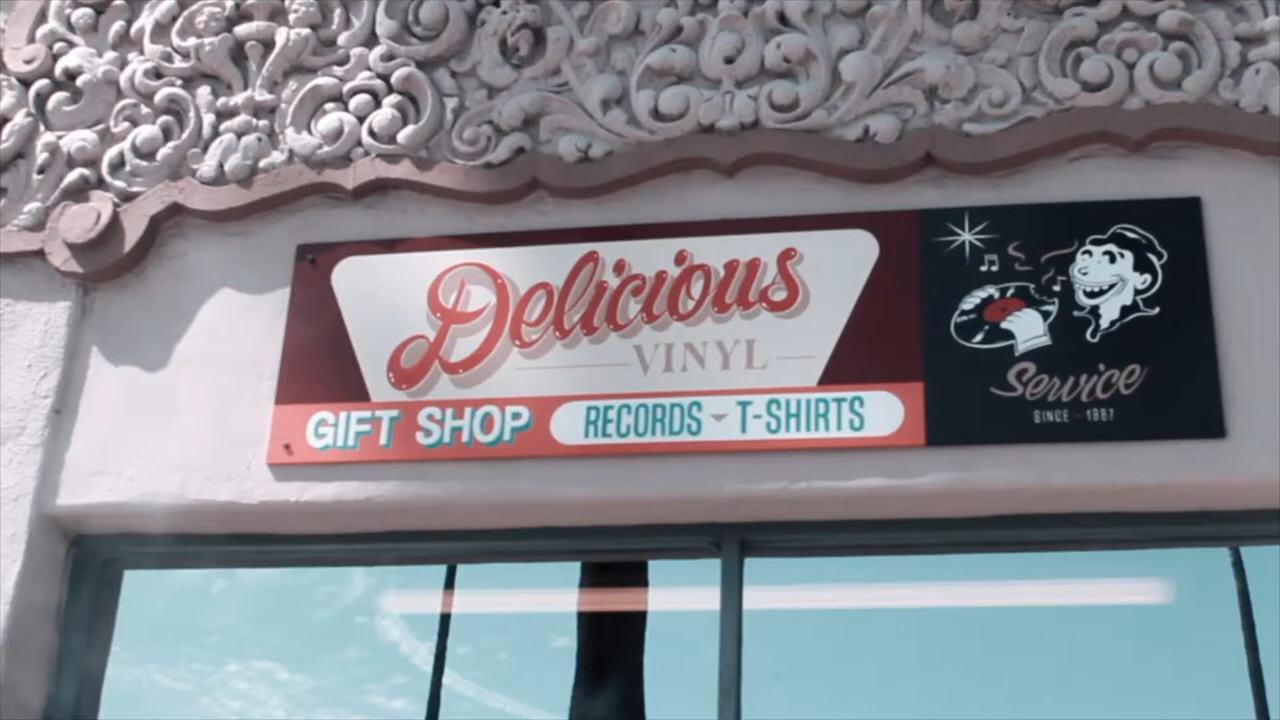 Delicious
VINYL
GIFT SHOP
RECORDS - T-SHIRTS
Service
SINCE - 1987